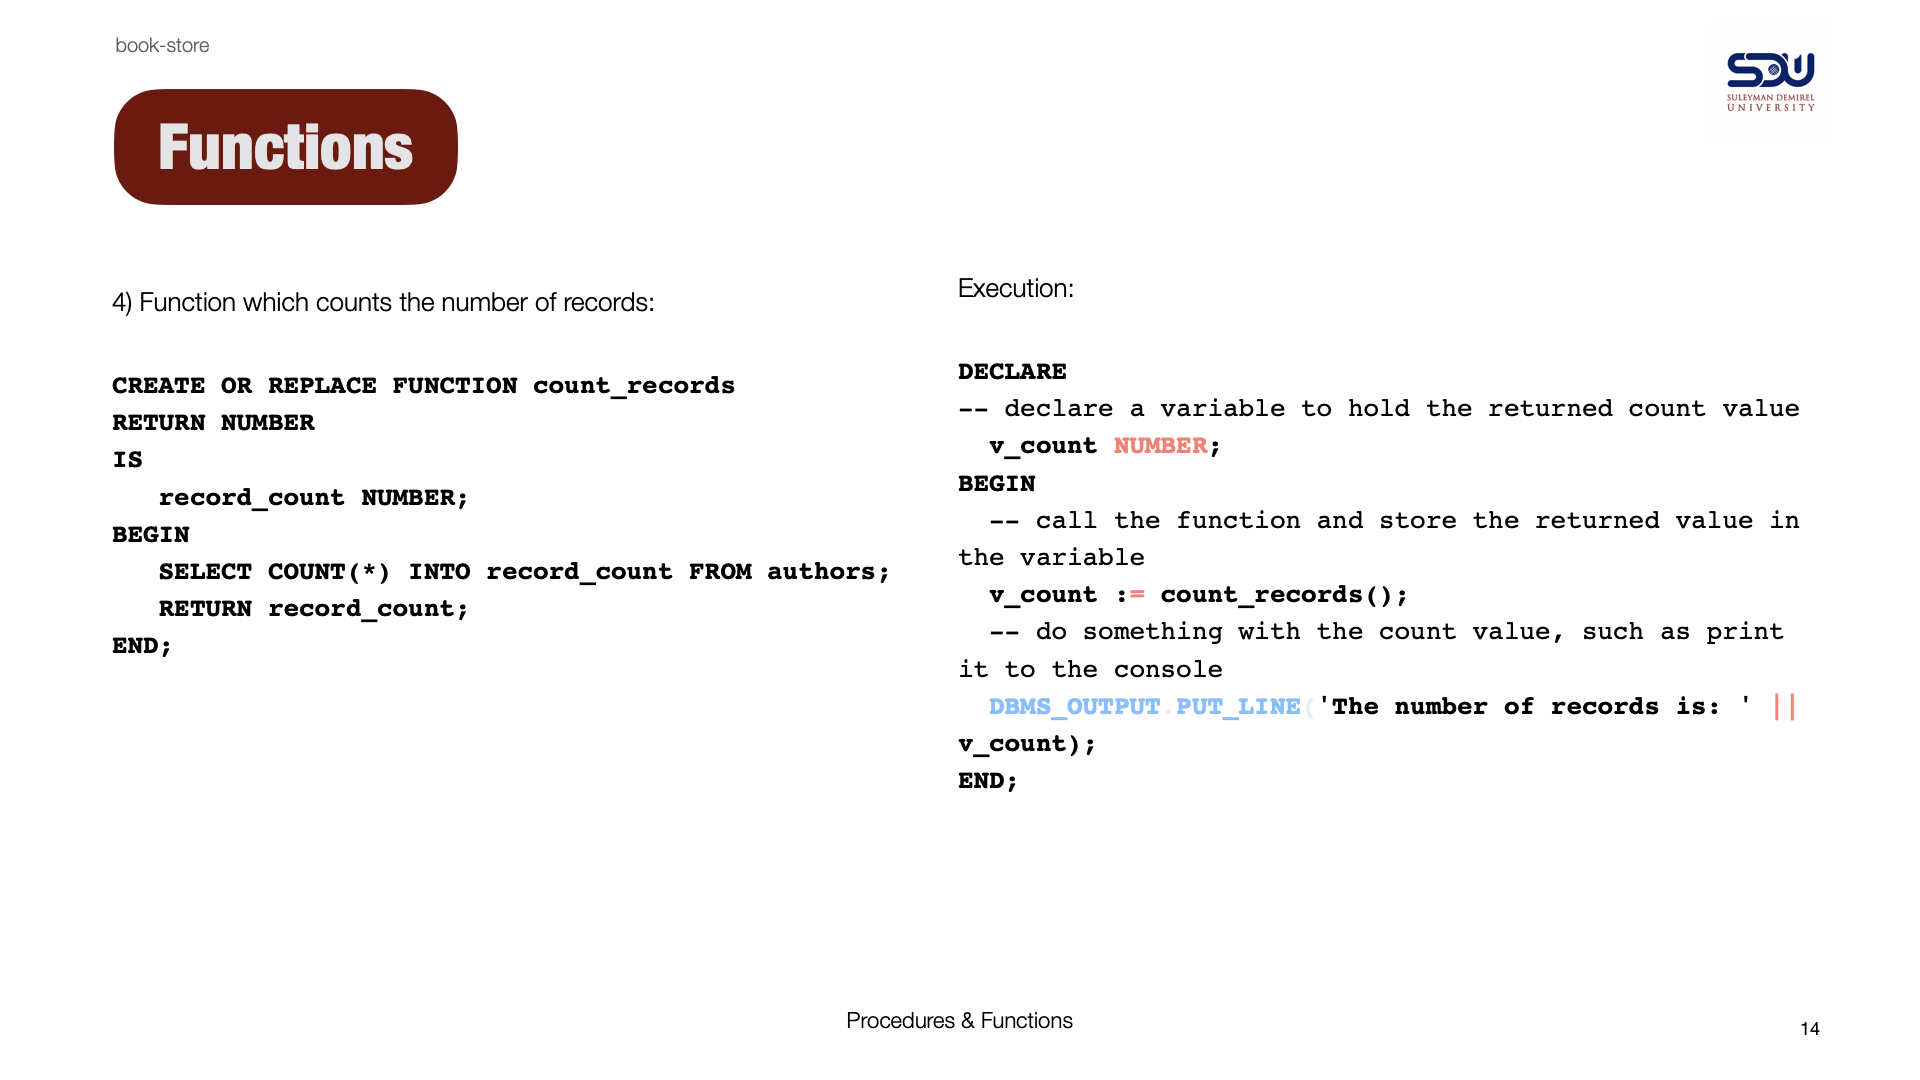 book-store
SDU
SULEYMAN DEMIREL
UNIVERSITY
Functions
4) Function which counts the number of records:
CREATE OR REPLACE FUNCTION count_records
RETURN NUMBER
IS
record_count NUMBER;
BEGIN
SELECT COUNT(*) INTO record_count FROM authors;
RETURN record_count;
END;
Execution:
DECLARE
-- declare a variable to hold the returned count value
v_count NUMBER;
BEGIN
-- call the function and store the returned value in
the variable
v_count := count_records();
-- do something with the count value, such as print
it to the console
DBMS_OUTPUT.PUT_LINE('The number of records is: ' ||
v_count);
END;
Procedures & Functions
14